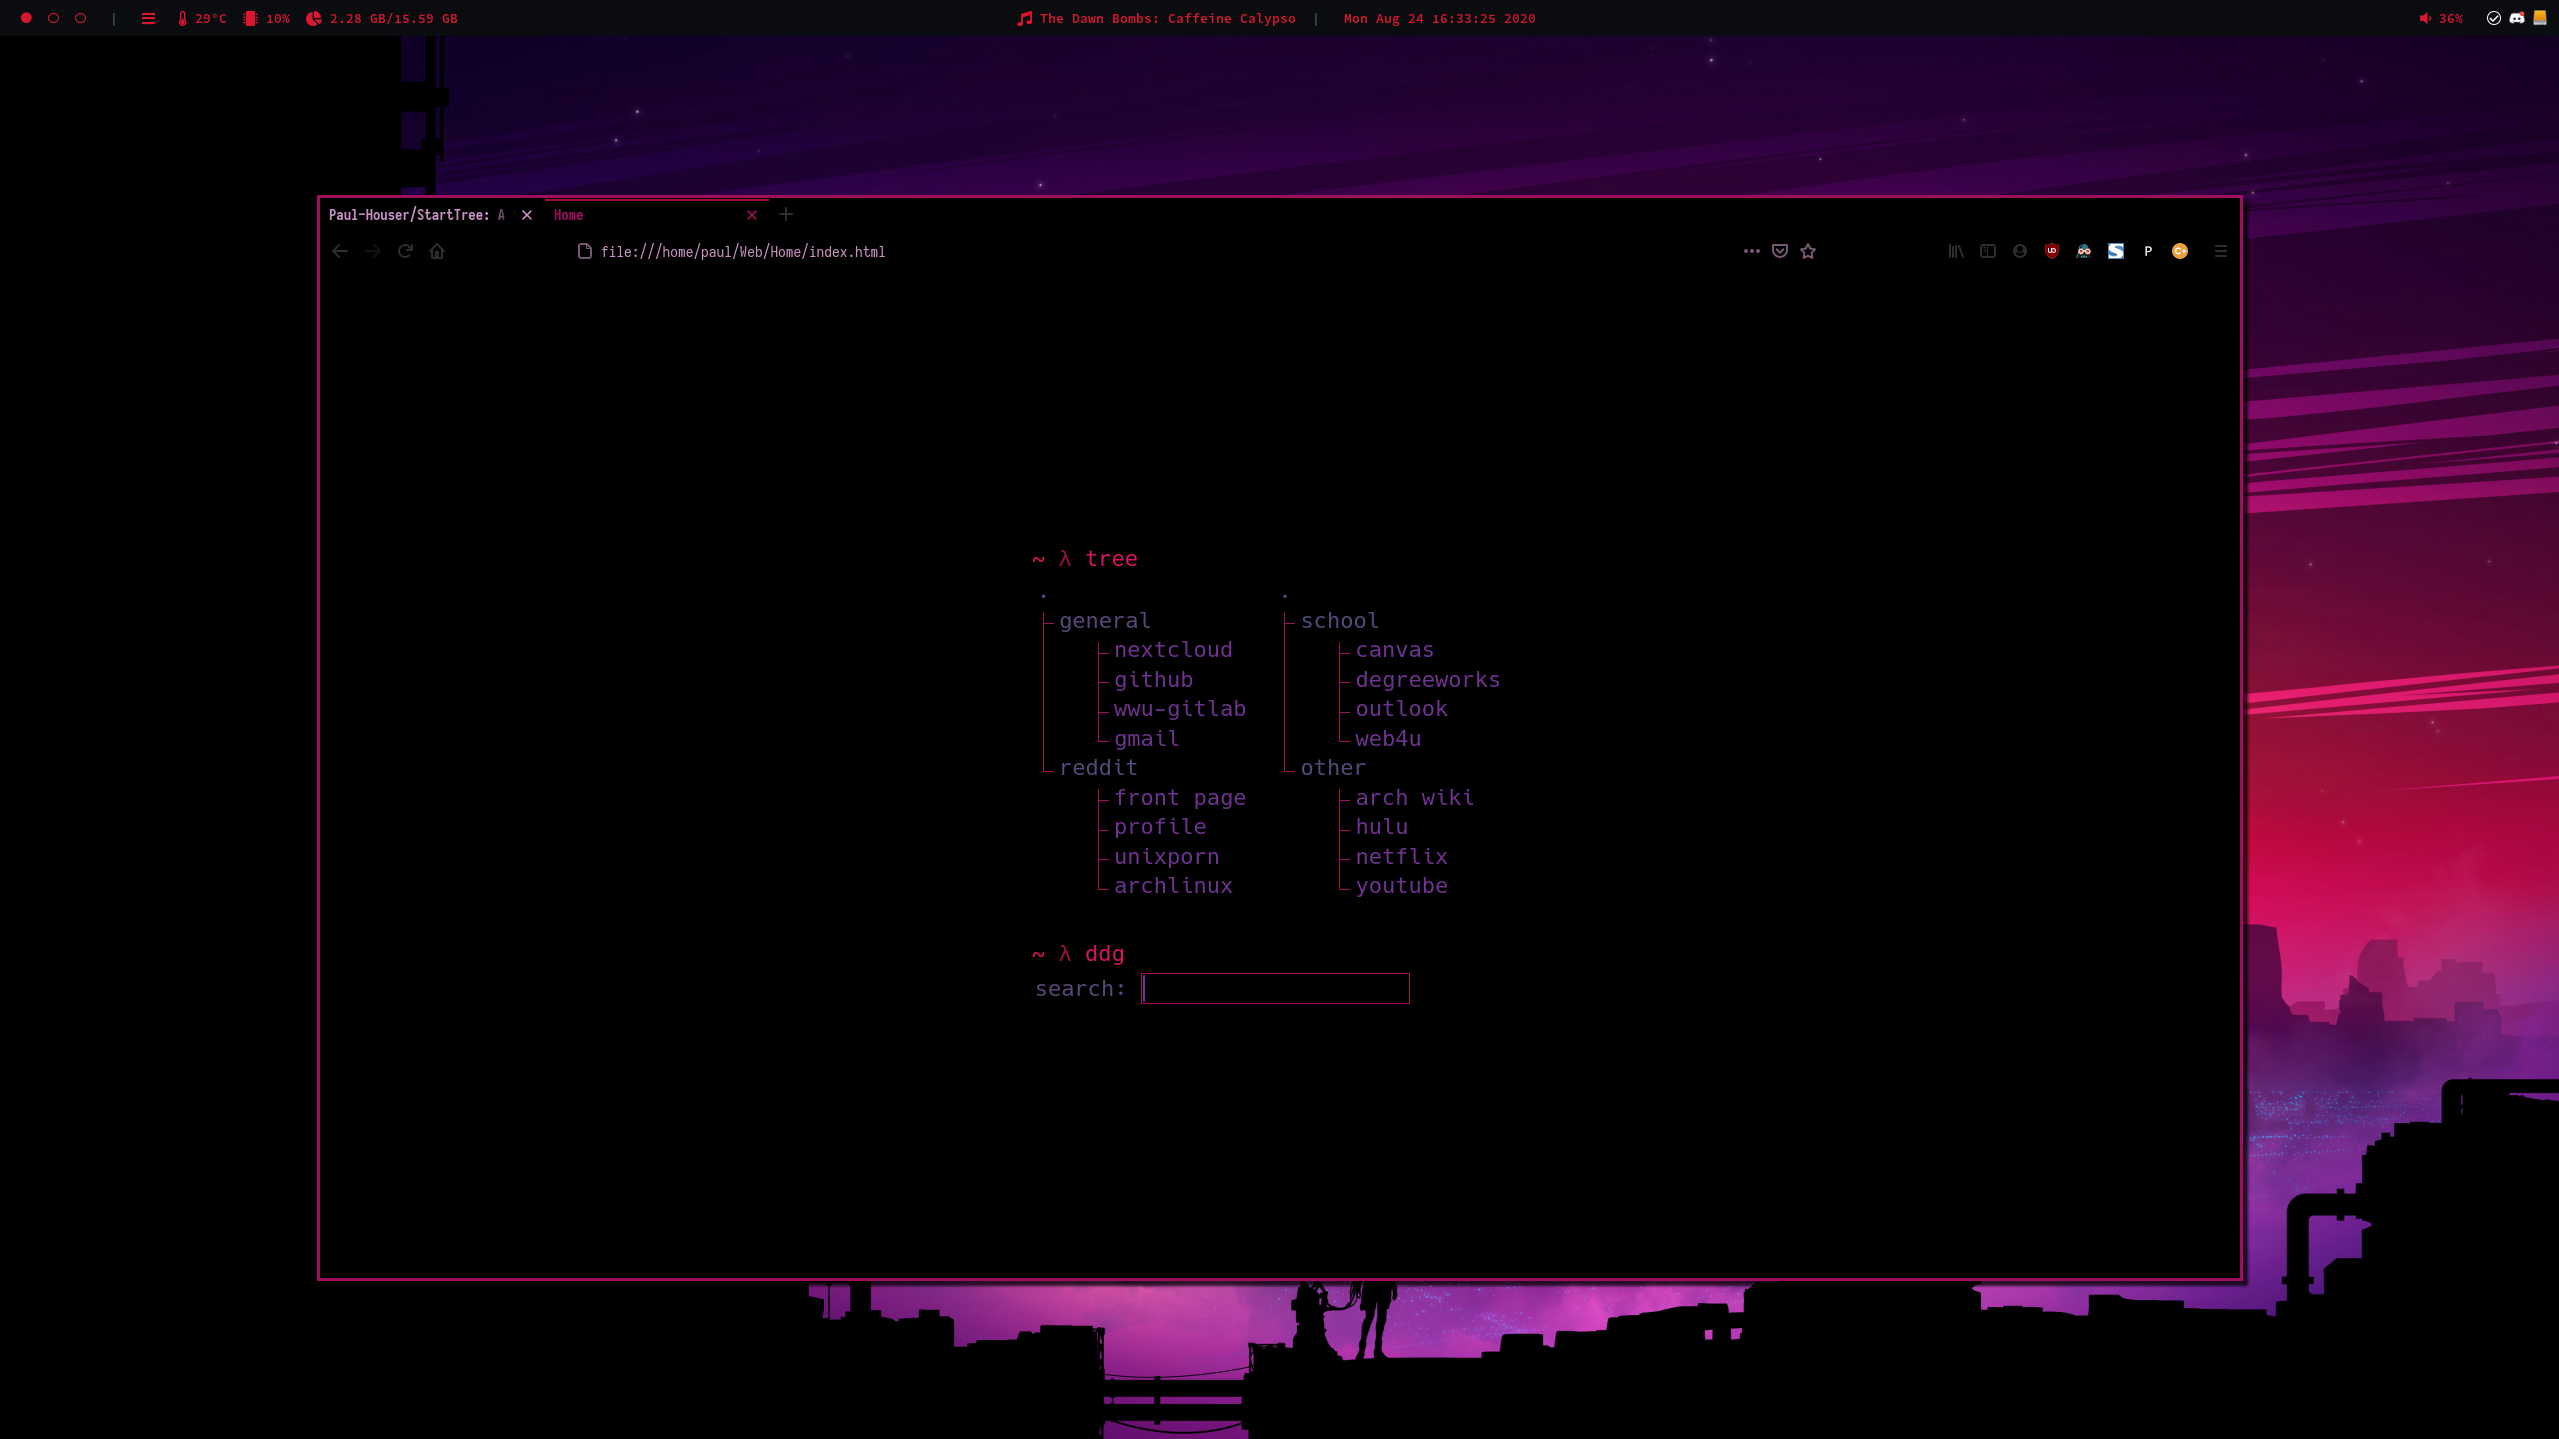 | 29°C 10% 2.28 GB/15.59 GB The Dawn Bombs: Caffeine Calypso | Mon Aug 24 16:33:25 2020 36%
Paul-Houser/StartTree: A Home
file:///home/paul/Web/Home/index.html
~ λ tree
. .
general school
nextcloud canvas
github degreeworks
wwu-gitlab outlook
gmail web4u
reddit other
front page arch wiki
profile hulu
unixporn netflix
archlinux youtube
~ λ ddg
search: